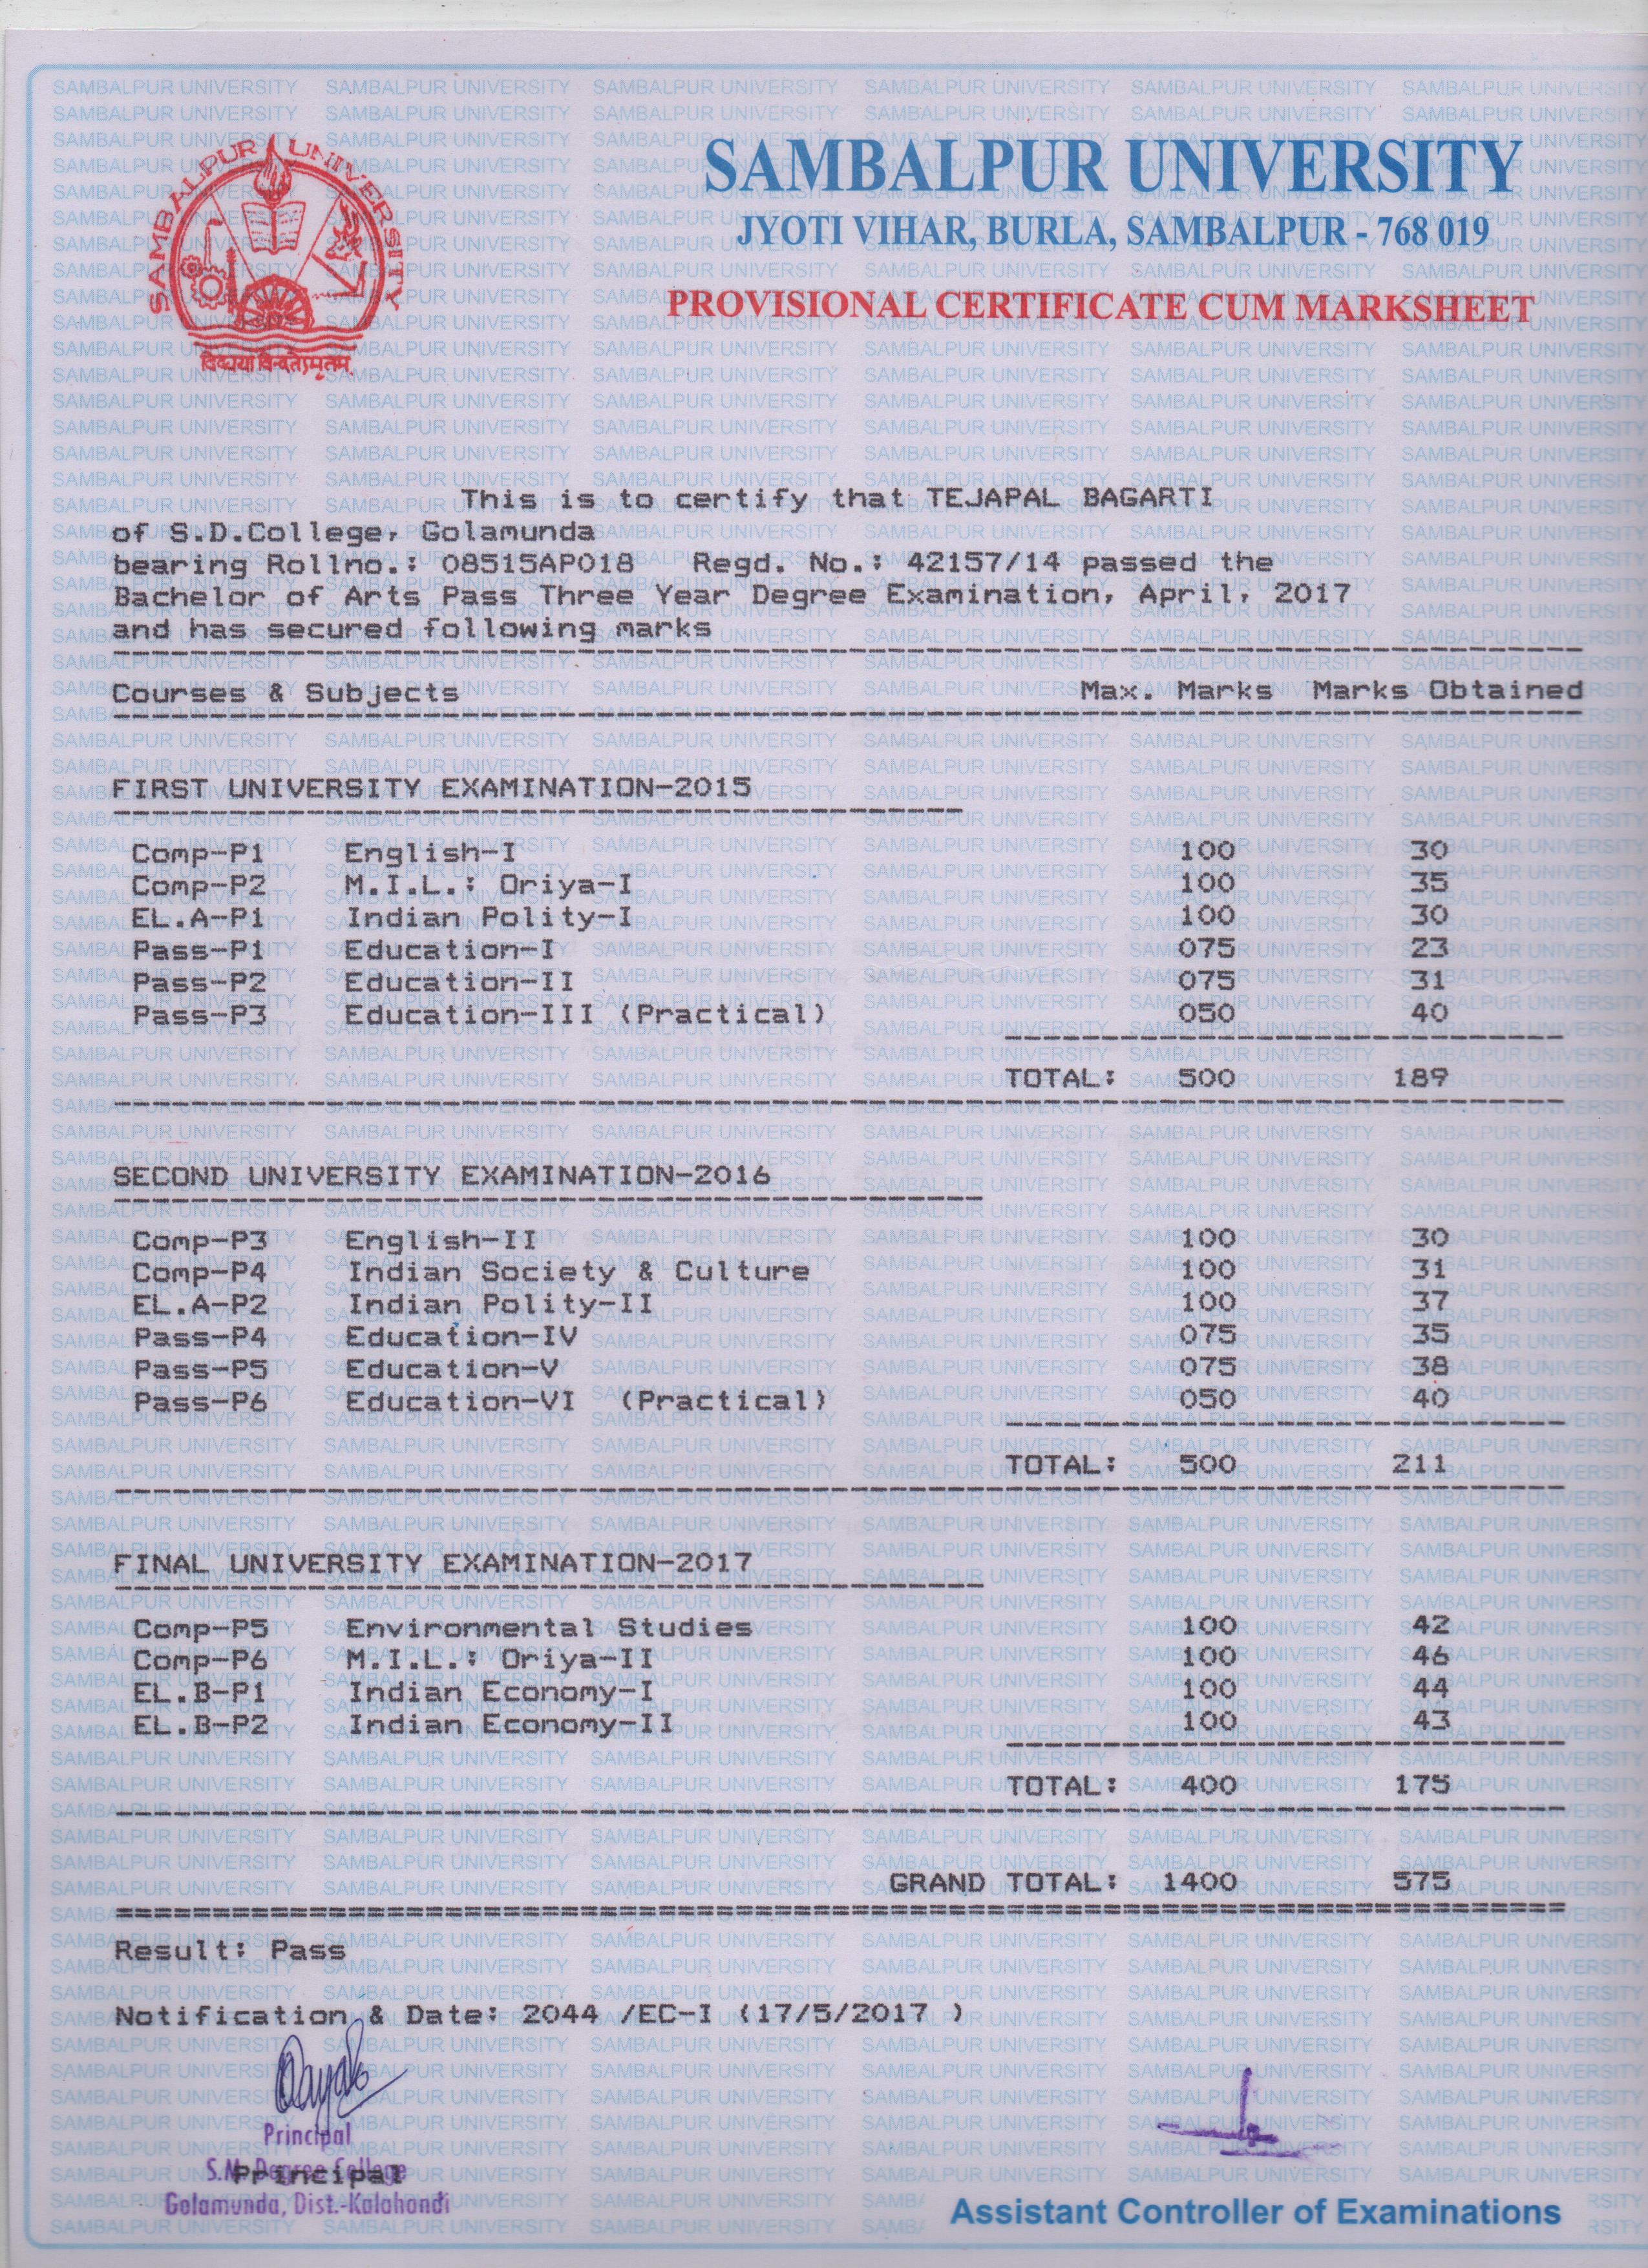 SAMBALPUR UNIVERSITY
SAMBALPUR UNIVERSITY
JYOTI VIHAR, BURLA, SAMBALPUR - 768 019
PROVISIONAL CERTIFICATE CUM MARKSHEET
This is to certify that TEJAPAL BAGARTI
of S.D.College, Golamunda
bearing Rollno.: 08515AP018 Regd. No.: 42157/14 passed the
Bachelor of Arts Pass Three Year Degree Examination, April, 2017
and has secured following marks
Courses & Subjects Max. Marks Marks Obtained
FIRST UNIVERSITY EXAMINATION-2015
Comp-P1 English-I 100 30
Comp-P2 M.I.L.: Oriya-I 100 35
EL.A-P1 Indian Polity-I 100 30
Pass-P1 Education-I 075 23
Pass-P2 Education-II 075 31
Pass-P3 Education-III (Practical) 050 40
TOTAL: 500 189
SECOND UNIVERSITY EXAMINATION-2016
Comp-P3 English-II 100 30
Comp-P4 Indian Society & Culture 100 31
EL.A-P2 Indian Polity-II 100 37
Pass-P4 Education-IV 075 35
Pass-P5 Education-V 075 38
Pass-P6 Education-VI (Practical) 050 40
TOTAL: 500 211
FINAL UNIVERSITY EXAMINATION-2017
Comp-P5 Environmental Studies 100 42
Comp-P6 M.I.L.: Oriya-II 100 46
EL.B-P1 Indian Economy-I 100 44
EL.B-P2 Indian Economy-II 100 43
TOTAL: 400 175
GRAND TOTAL: 1400 575
Result: Pass
Notification & Date: 2044 /EC-I (17/5/2017 )
Principal
S.M. Degree College
Principal
Golamunda, Dist.-Kalahandi
Assistant Controller of Examinations